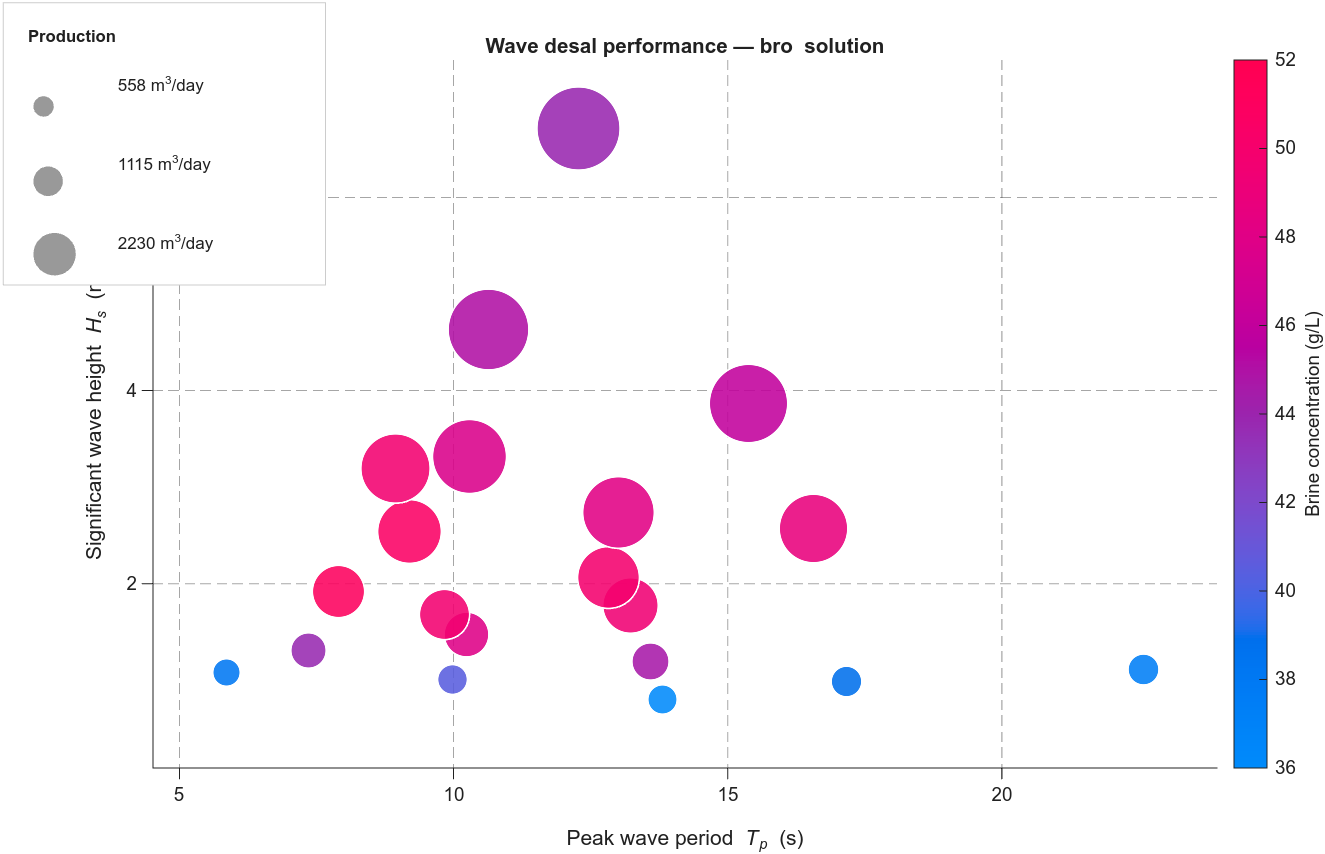 Production
558 m³/day
1115 m³/day
2230 m³/day
Wave desal performance — bro  solution
Significant wave height  Hₛ
4
2
5
10
15
20
Peak wave period  Tₚ  (s)
52
50
48
46
44
42
40
38
36
Brine concentration (g/L)